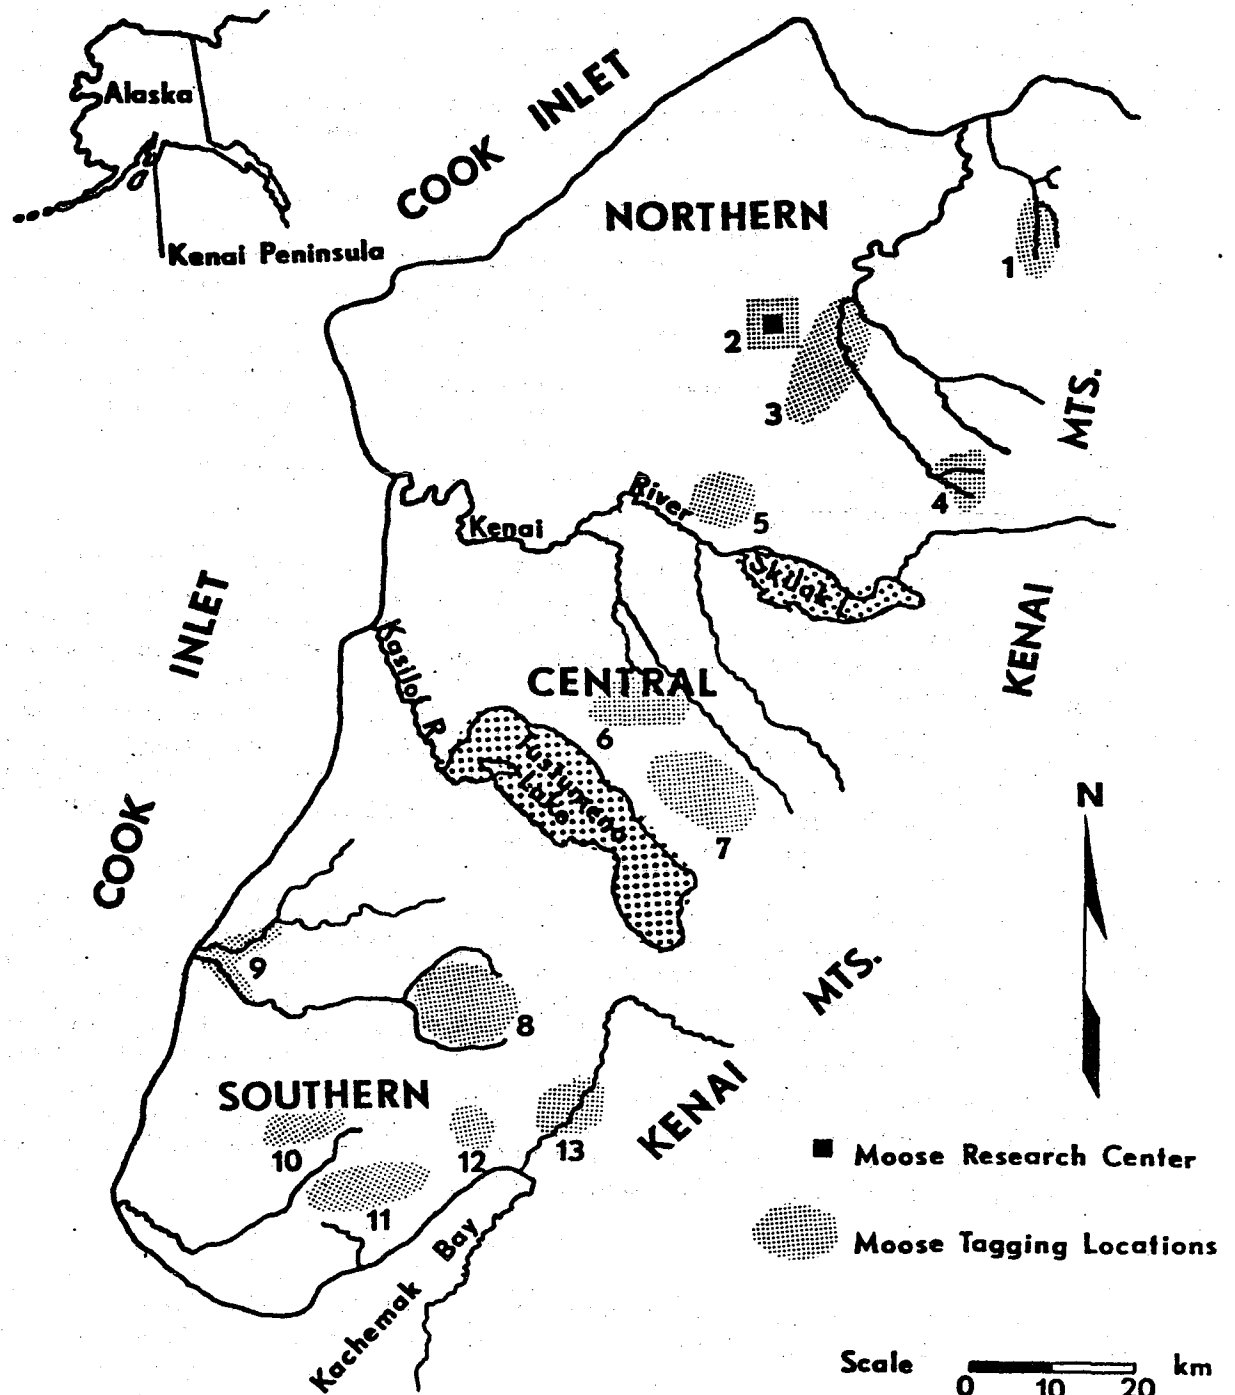 Alaska
Kenai Peninsula
COOK INLET
NORTHERN
1
2
3
MTS.
4
River
5
Kenai
Skilak
KENAI
INLET
COOK
Kasilof R.
CENTRAL
6
Tustumena
Lake
7
N
9
8
MTS.
KENAI
SOUTHERN
10
12
13
11
Kachemak Bay
Moose Research Center
Moose Tagging Locations
Scale
0 10 20
km